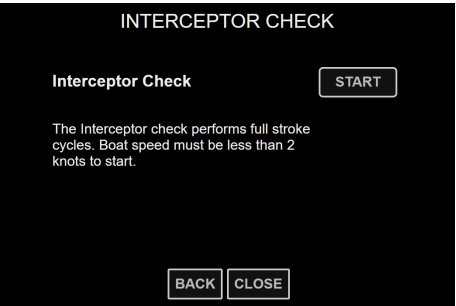 INTERCEPTOR CHECK
Interceptor Check
START
The Interceptor check performs full stroke
cycles. Boat speed must be less than 2
knots to start.
BACK
CLOSE